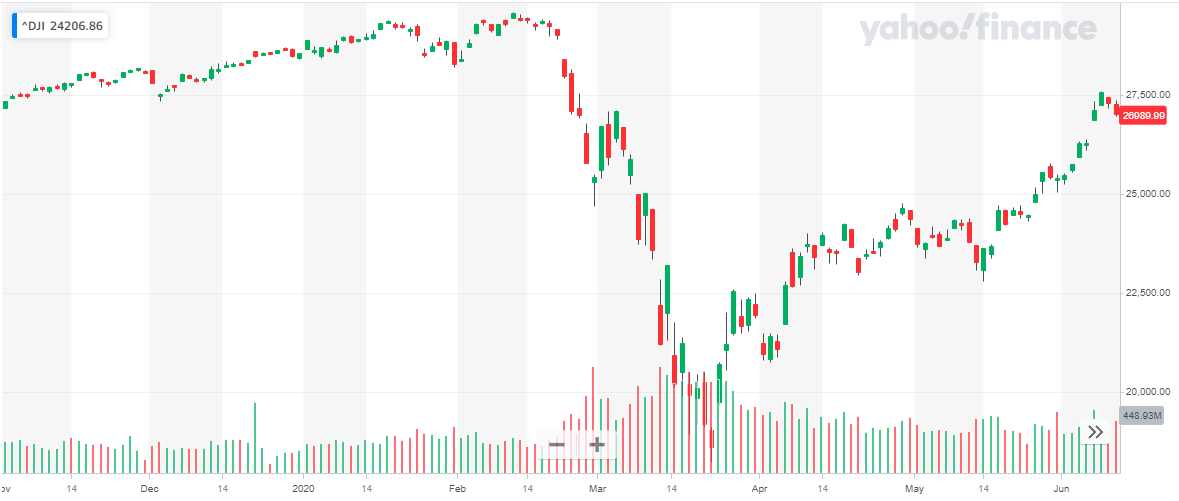 ^DJI 24206.86
yahoo!finance
27,500.00
26989.99
25,000.00
22,500.00
20,000.00
448.93M
ov 14 Dec 14 2020 14 Feb 14 Mar 14 Apr 14 May 14 Jun